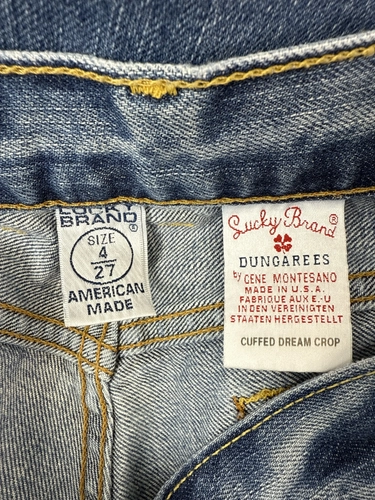 LUCKY
BRAND®
SIZE
4
27
AMERICAN
MADE
Lucky Brand®
DUNGAREES
by GENE MONTESANO
MADE IN U.S.A.
FABRIQUE AUX E.-U
IN DEN VEREINIGTEN
STAATEN HERGESTELLT
CUFFED DREAM CROP